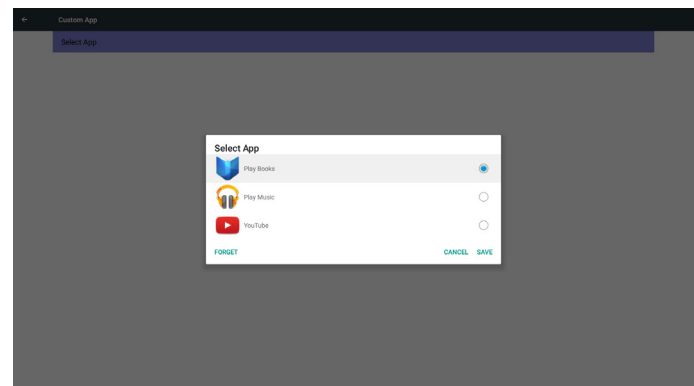 Custom App
Select App
Select App
Play Books
Play Music
YouTube
FORGET CANCEL SAVE